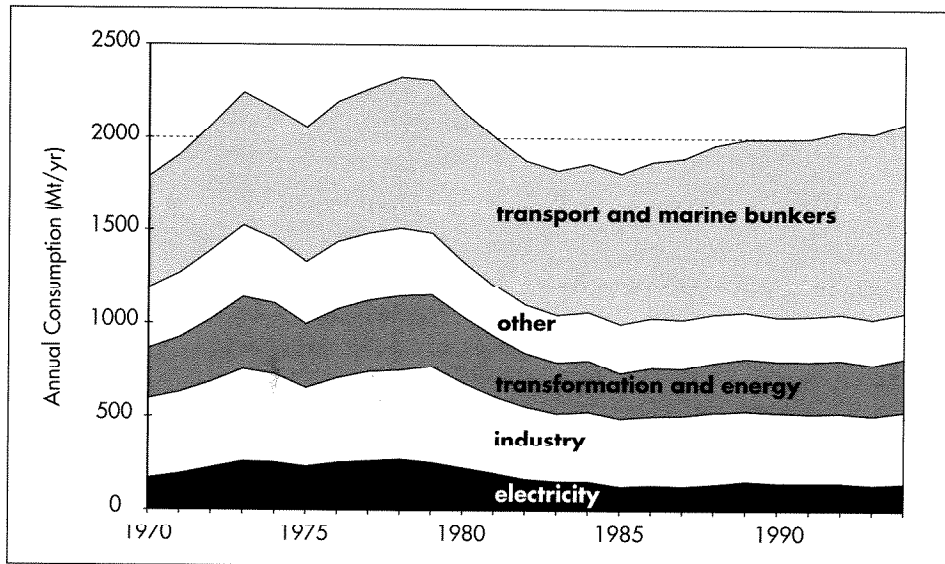 Annual Consumption (Mt/yr)
2500
2000
1500
1000
500
0
transport and marine bunkers
other
transformation and energy
industry
electricity
1970 1975 1980 1985 1990